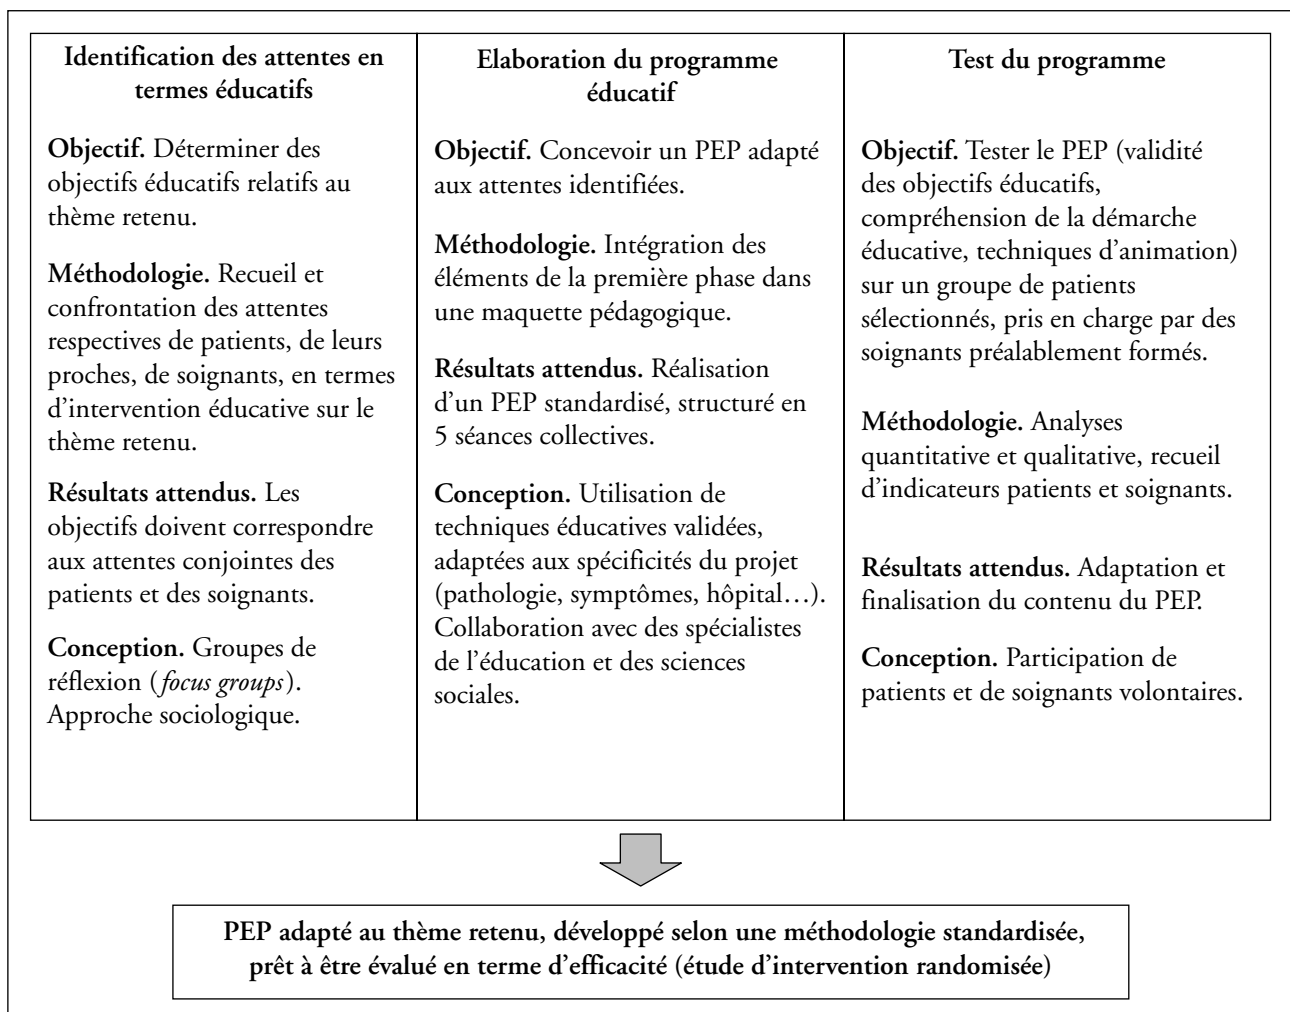 Identification des attentes en
termes éducatifs
Objectif. Déterminer des
objectifs éducatifs relatifs au
thème retenu.
Méthodologie. Recueil et
confrontation des attentes
respectives de patients, de leurs
proches, de soignants, en termes
d’intervention éducative sur le
thème retenu.
Résultats attendus. Les
objectifs doivent correspondre
aux attentes conjointes des
patients et des soignants.
Conception. Groupes de
réflexion (focus groups).
Approche sociologique.
Elaboration du programme
éducatif
Objectif. Concevoir un PEP adapté
aux attentes identifiées.
Méthodologie. Intégration des
éléments de la première phase dans
une maquette pédagogique.
Résultats attendus. Réalisation
d’un PEP standardisé, structuré en
5 séances collectives.
Conception. Utilisation de
techniques éducatives validées,
adaptées aux spécificités du projet
(pathologie, symptômes, hôpital…).
Collaboration avec des spécialistes
de l’éducation et des sciences
sociales.
Test du programme
Objectif. Tester le PEP (validité
des objectifs éducatifs,
compréhension de la démarche
éducative, techniques d’animation)
sur un groupe de patients
sélectionnés, pris en charge par des
soignants préalablement formés.
Méthodologie. Analyses
quantitative et qualitative, recueil
d’indicateurs patients et soignants.
Résultats attendus. Adaptation et
finalisation du contenu du PEP.
Conception. Participation de
patients et de soignants volontaires.
PEP adapté au thème retenu, développé selon une méthodologie standardisée,
prêt à être évalué en terme d’efficacité (étude d’intervention randomisée)